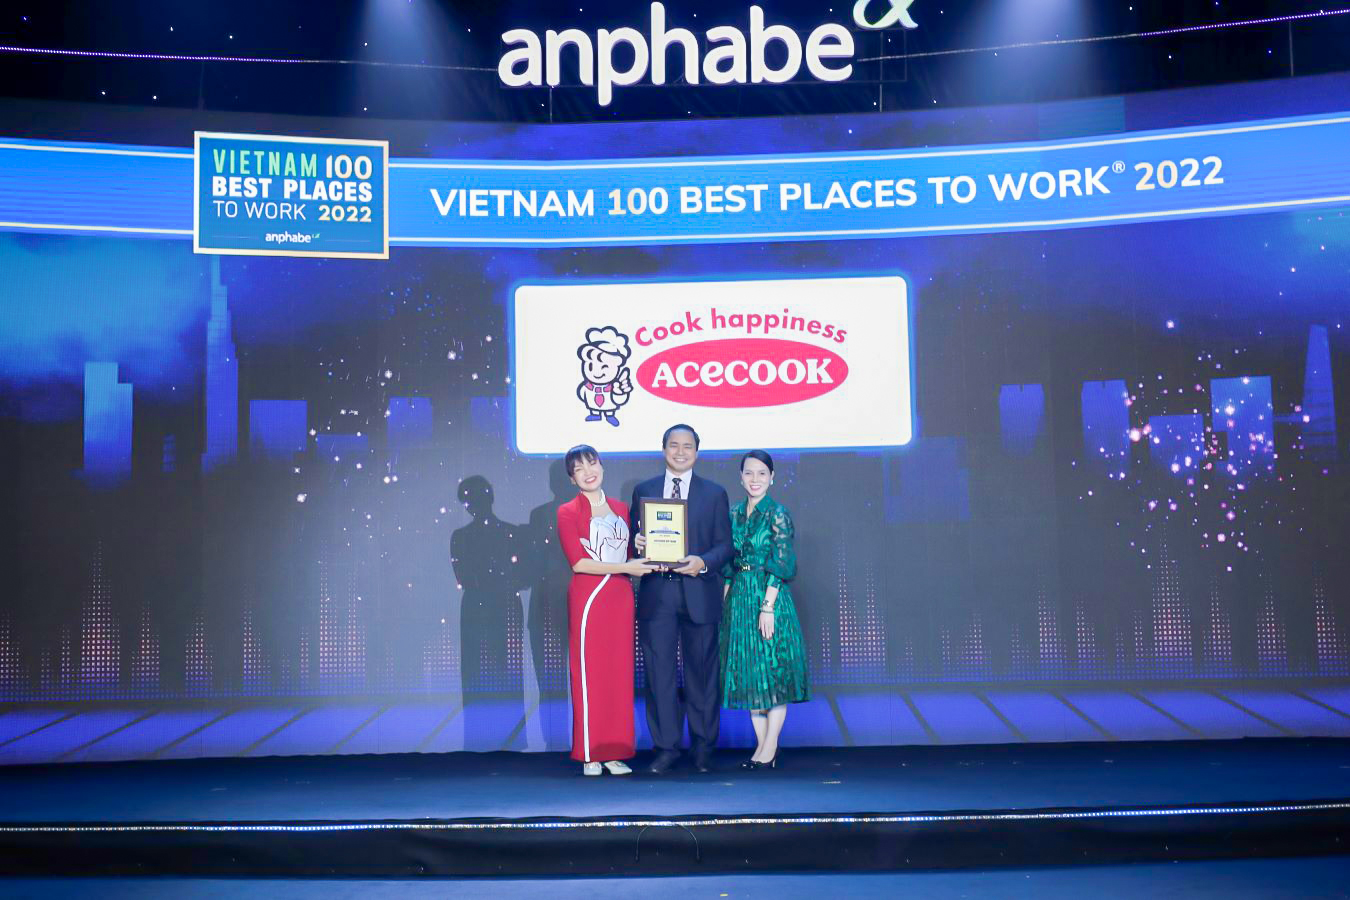 anphabe
VIETNAM 100
BEST PLACES
TO WORK 2022
anphabe
VIETNAM 100 BEST PLACES TO WORK® 2022
Cook happiness
ACECOOK